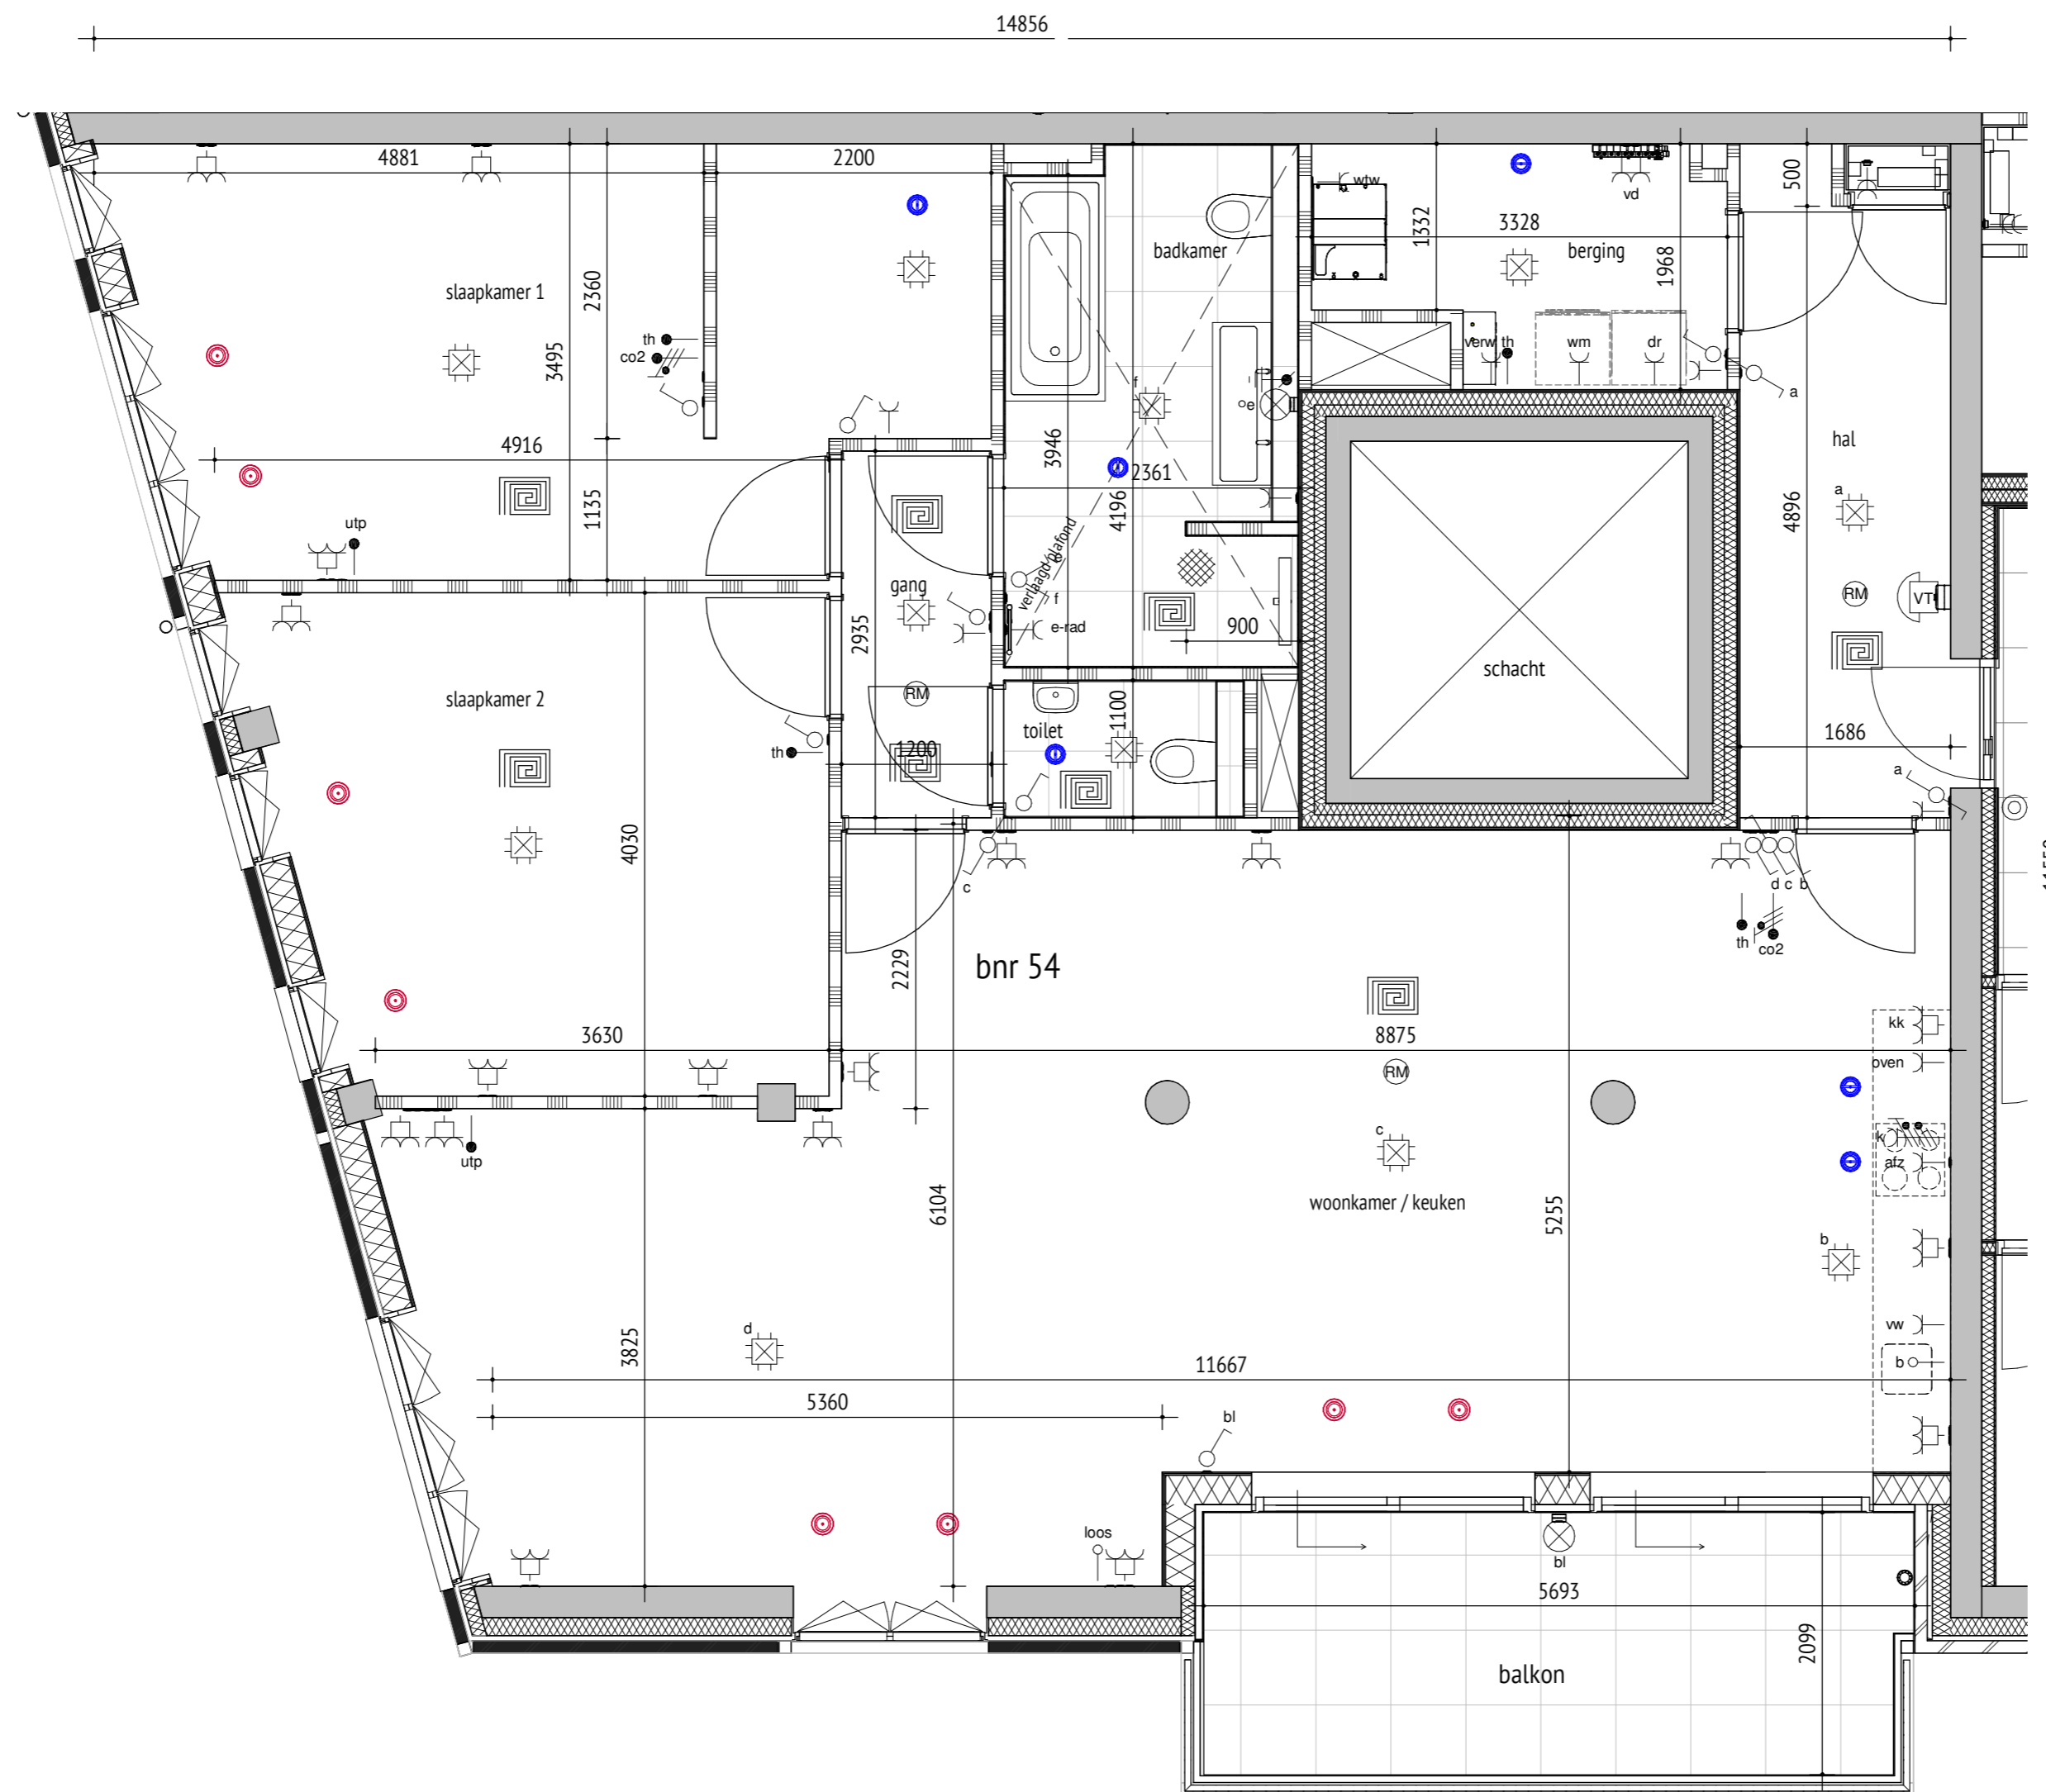 14856
4881
2200
500
wtw
vd
1332
3328
berging
1968
badkamer
slaapkamer 1
2360
3495
th
co2
verw
th
wm
dr
a
f
e
hal
4916
3946
2361
4196
1135
4896
a
utp
verlaagd plafond
gang
f
e-rad
900
RM
VT
2935
schacht
slaapkamer 2
RM
1100
toilet
th
1200
1686
a
4030
c
d c b
th
co2
2229
bnr 54
kk
3630
8875
oven
RM
utp
c
k
afz
6104
woonkamer / keuken
5255
b
d
3825
vw
11667
b
5360
bl
loos
bl
5693
2099
balkon